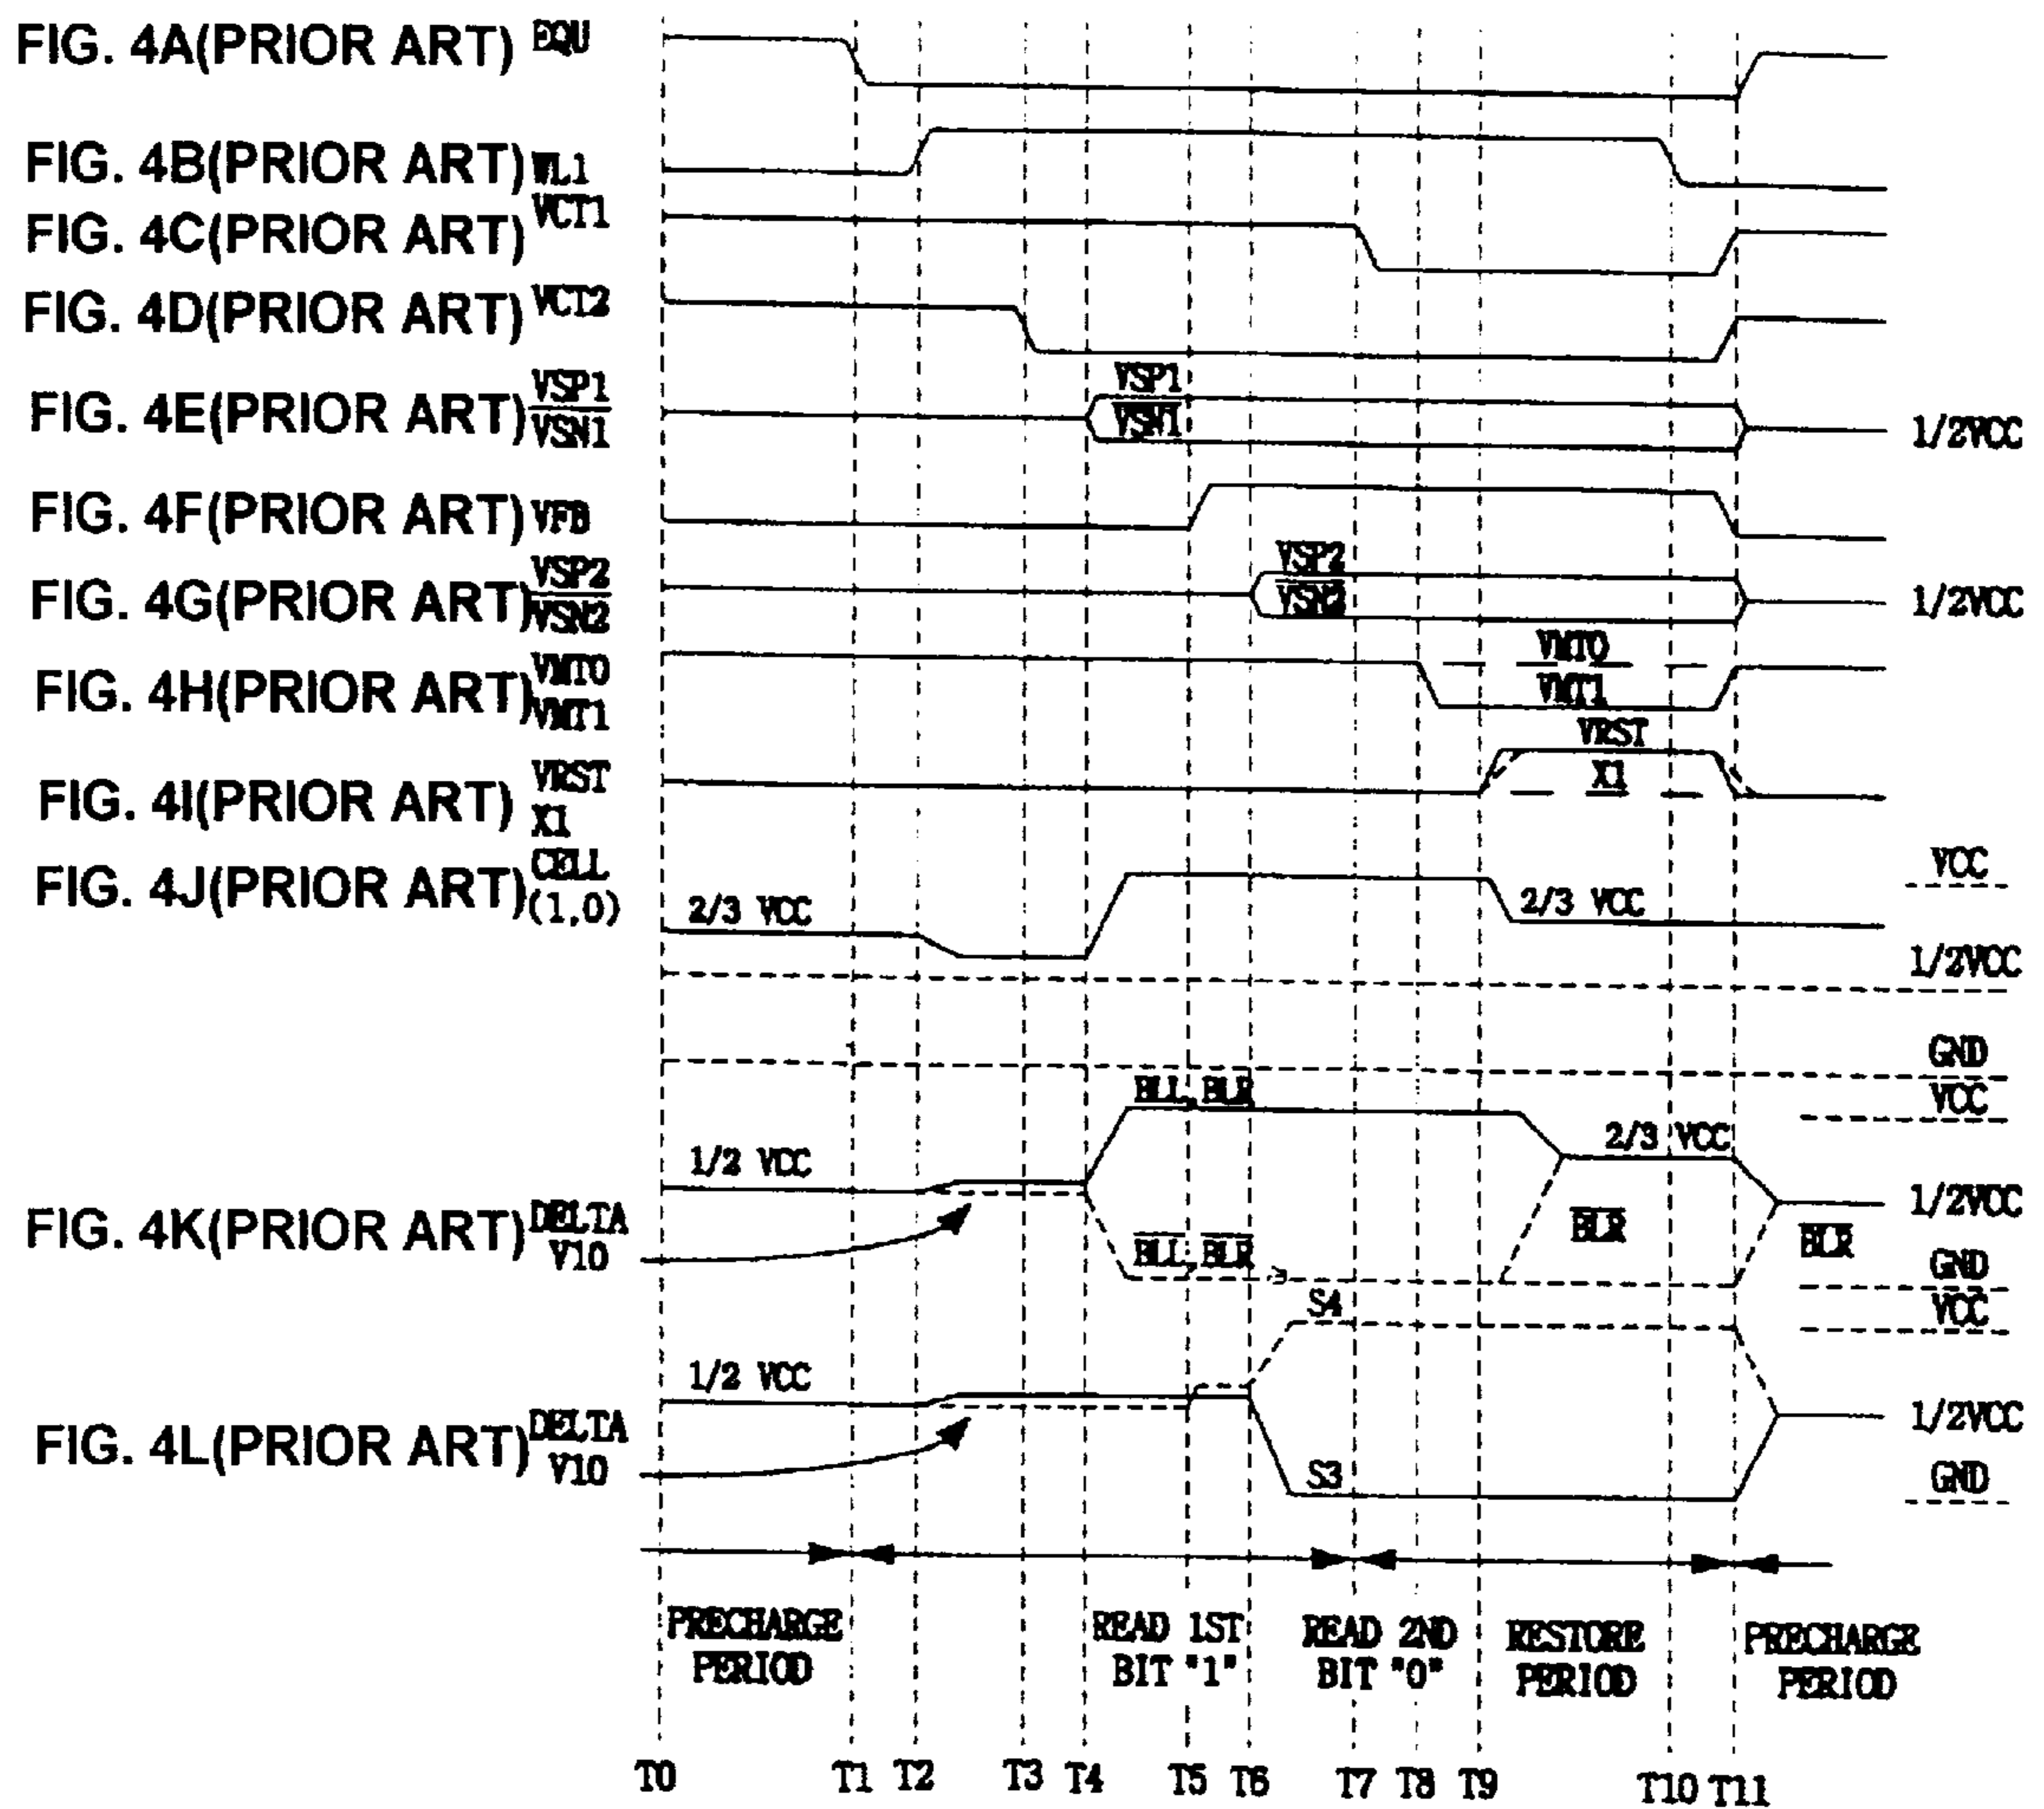 FIG. 4A(PRIOR ART) EQU
FIG. 4B(PRIOR ART) WL1
FIG. 4C(PRIOR ART) VCT1
FIG. 4D(PRIOR ART) VCT2
FIG. 4E(PRIOR ART) VSP1
VSN1
VSP1
VSN1
1/2VCC
FIG. 4F(PRIOR ART) VFB
FIG. 4G(PRIOR ART) VSP2
VSN2
VSP2
VSN2
1/2VCC
FIG. 4H(PRIOR ART) VMT0
VMT1
VMT0
VMT1
FIG. 4I(PRIOR ART) VRST
X1
VRST
X1
FIG. 4J(PRIOR ART) CELL
(1,0)
2/3 VCC
2/3 VCC
VCC
1/2VCC
GND
FIG. 4K(PRIOR ART) DELTA
V10
1/2 VCC
BLL, BLR
BLL, BLR
2/3 VCC
BLR
BLR
VCC
1/2VCC
GND
FIG. 4L(PRIOR ART) DELTA
V10
1/2 VCC
S4
S3
VCC
1/2VCC
GND
PRECHARGE
PERIOD
READ 1ST
BIT "1"
READ 2ND
BIT "0"
RESTORE
PERIOD
PRECHARGE
PERIOD
T0 T1 T2 T3 T4 T5 T6 T7 T8 T9 T10 T11